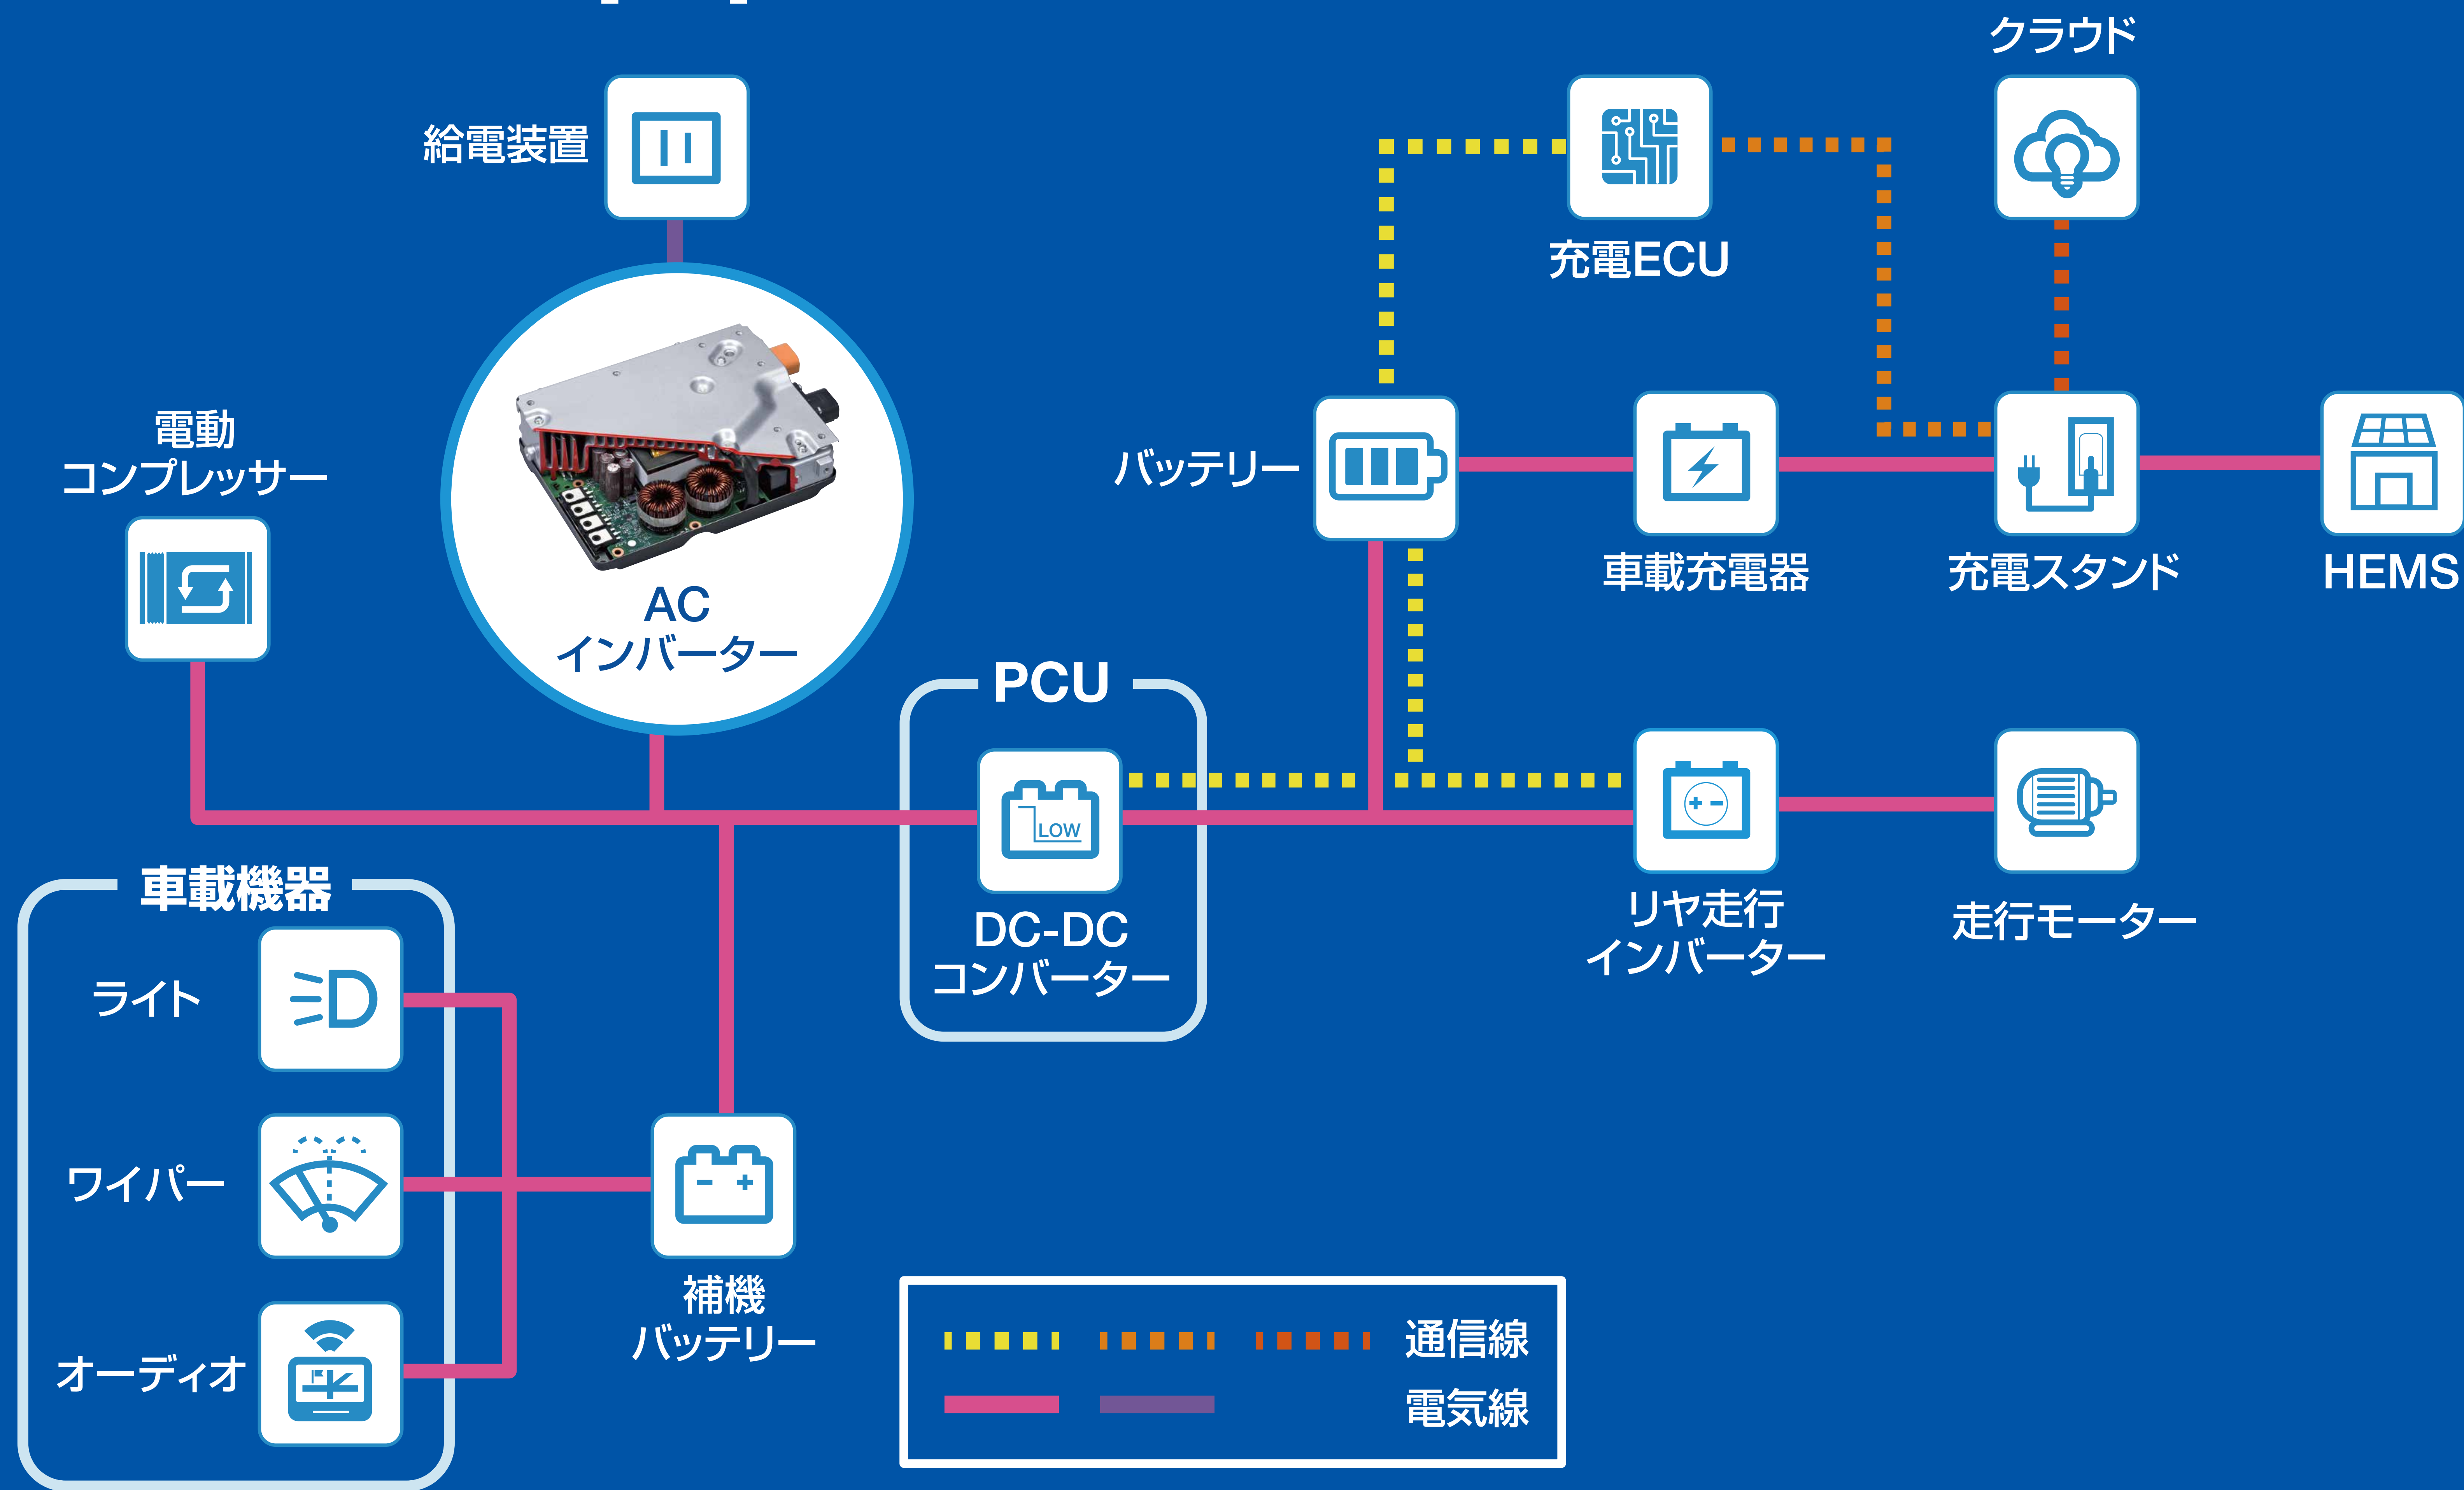 クラウド
給電装置
充電ECU
電動
コンプレッサー
バッテリー
車載充電器
充電スタンド
HEMS
AC
インバーター
PCU
LOW
DC-DC
コンバーター
リヤ走行
インバーター
走行モーター
車載機器
ライト
ワイパー
オーディオ
補機
バッテリー
通信線
電気線